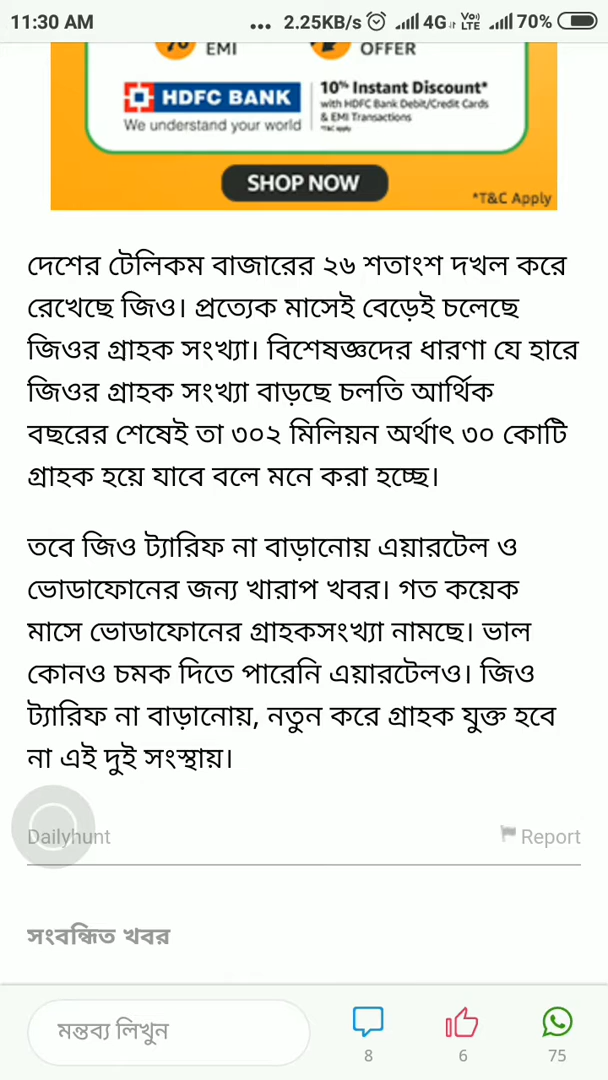 11:30 AM ... 2.25KB/s 4G VoLTE 70%
EMI OFFER
HDFC BANK
We understand your world
10% Instant Discount*
with HDFC Bank Debit/Credit Cards
& EMI Transactions
*T&C apply
SHOP NOW
*T&C Apply
দেশের টেলিকম বাজারের ২৬ শতাংশ দখল করে
রেখেছে জিও। প্রত্যেক মাসেই বেড়েই চলেছে
জিওর গ্রাহক সংখ্যা। বিশেষজ্ঞদের ধারণা যে হারে
জিওর গ্রাহক সংখ্যা বাড়ছে চলতি আর্থিক
বছরের শেষেই তা ৩০২ মিলিয়ন অর্থাৎ ৩০ কোটি
গ্রাহক হয়ে যাবে বলে মনে করা হচ্ছে।
তবে জিও ট্যারিফ না বাড়ানোয় এয়ারটেল ও
ভোডাফোনের জন্য খারাপ খবর। গত কয়েক
মাসে ভোডাফোনের গ্রাহকসংখ্যা নামছে। ভাল
কোনও চমক দিতে পারেনি এয়ারটেলও। জিও
ট্যারিফ না বাড়ানোয়, নতুন করে গ্রাহক যুক্ত হবে
না এই দুই সংস্থায়।
Dailyhunt Report
সংবন্ধিত খবর
মন্তব্য লিখুন
8 6 75